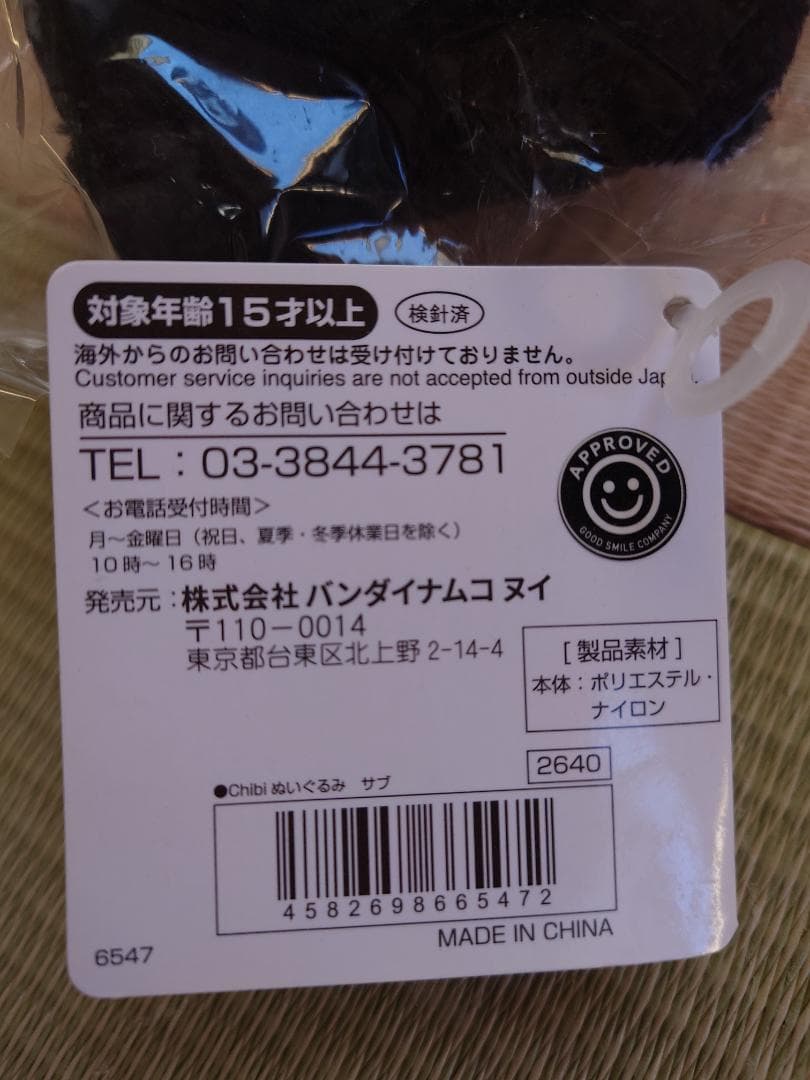 対象年齢15才以上
検針済
海外からのお問い合わせは受け付けておりません。
Customer service inquiries are not accepted from outside
商品に関するお問い合わせは
TEL：03-3844-3781
APPROVED
GOOD SMILE COMPANY
＜お電話受付時間＞
月～金曜日（祝日、夏季・冬季休業日を除く）
10時～16時
発売元：株式会社 バンダイナムコ ヌイ
〒110－0014
東京都台東区北上野 2-14-4
［製品素材］
本体：ポリエステル・
ナイロン
2640
●Chibi ぬいぐるみ　サブ
4582698665472
MADE IN CHINA
6547